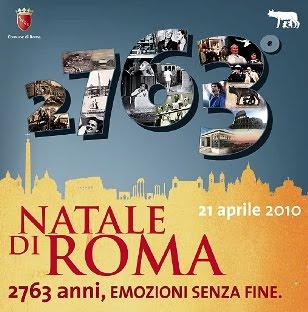 Comune di Roma
2763°
21 aprile 2010
NATALE
DI ROMA
2763 anni, EMOZIONI SENZA FINE.